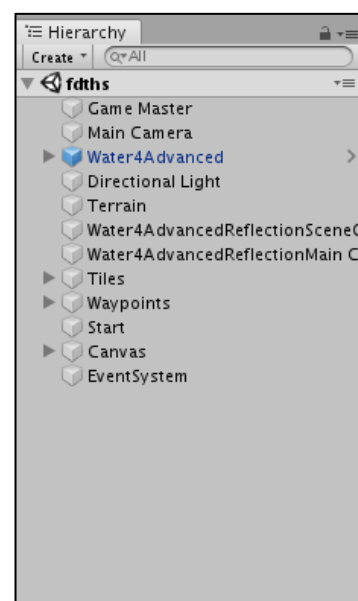 Hierarchy
Create All
fdths
Game Master
Main Camera
Water4Advanced
Directional Light
Terrain
Water4AdvancedReflectionScene
Water4AdvancedReflectionMain C
Tiles
Waypoints
Start
Canvas
EventSystem